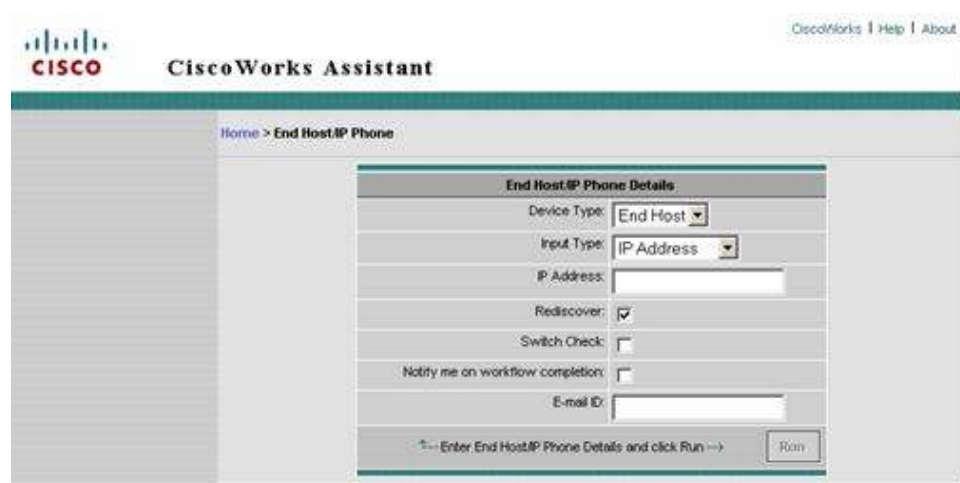 CiscoWorks | Help | About
CISCO
CiscoWorks Assistant
Home > End Host/IP Phone
End Host/IP Phone Details
Device Type: End Host
Input Type: IP Address
IP Address:
Rediscover:
Switch Check:
Notify me on workflow completion:
E-mail ID:
Enter End Host/IP Phone Details and click Run
Run